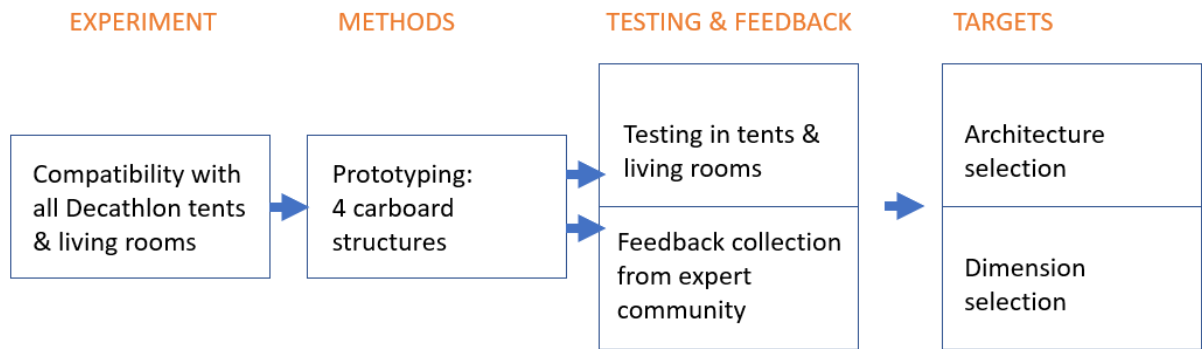 EXPERIMENT
METHODS
TESTING & FEEDBACK
TARGETS
Compatibility with
all Decathlon tents
& living rooms
Prototyping:
4 carboard
structures
Testing in tents &
living rooms
Feedback collection
from expert
community
Architecture
selection
Dimension
selection